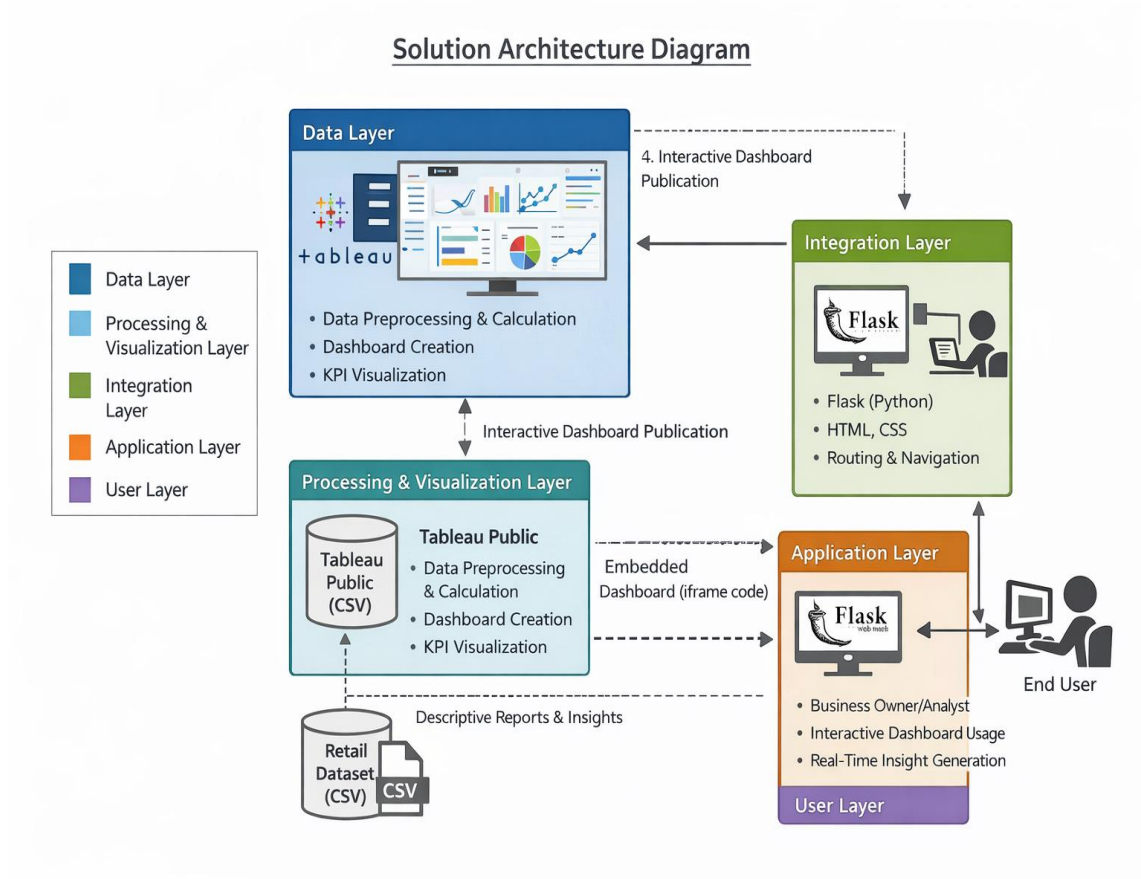 Solution Architecture Diagram
Data Layer
+ableau
• Data Preprocessing & Calculation
• Dashboard Creation
• KPI Visualization
4. Interactive Dashboard
Publication
Integration Layer
Flask
• Flask (Python)
• HTML, CSS
• Routing & Navigation
Data Layer
Processing &
Visualization Layer
Integration
Layer
Application Layer
User Layer
Interactive Dashboard Publication
Processing & Visualization Layer
Tableau
Public
(CSV)
Tableau Public
• Data Preprocessing
& Calculation
• Dashboard Creation
• KPI Visualization
Embedded
Dashboard (iframe code)
Application Layer
Flask
• Business Owner/Analyst
• Interactive Dashboard Usage
• Real-Time Insight Generation
User Layer
End User
Descriptive Reports & Insights
Retail
Dataset
(CSV)
CSV